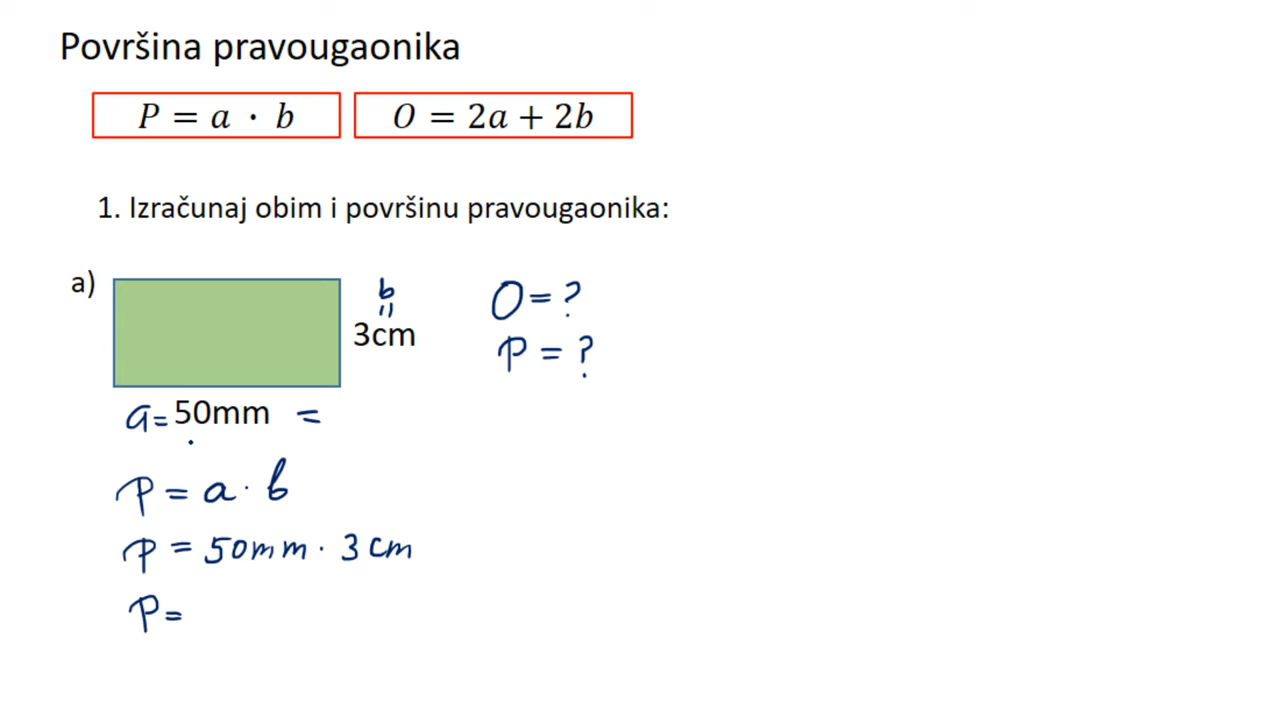 Površina pravougaonika
P = a · b
O = 2a + 2b
1. Izračunaj obim i površinu pravougaonika:
a)
b
=
3cm
O = ?
P = ?
a = 50mm =
P = a · b
P = 50mm · 3cm
P =